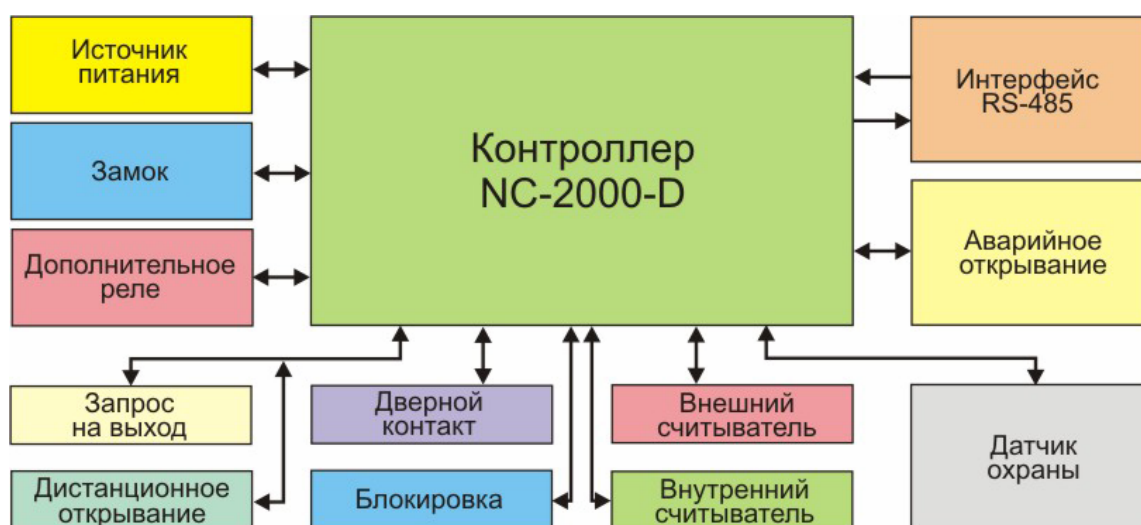 Источник
питания
Контроллер
NC-2000-D
Интерфейс
RS-485
Замок
Дополнительное
реле
Аварийное
открывание
Запрос
на выход
Дверной
контакт
Внешний
считыватель
Датчик
охраны
Дистанционное
открывание
Блокировка
Внутренний
считыватель